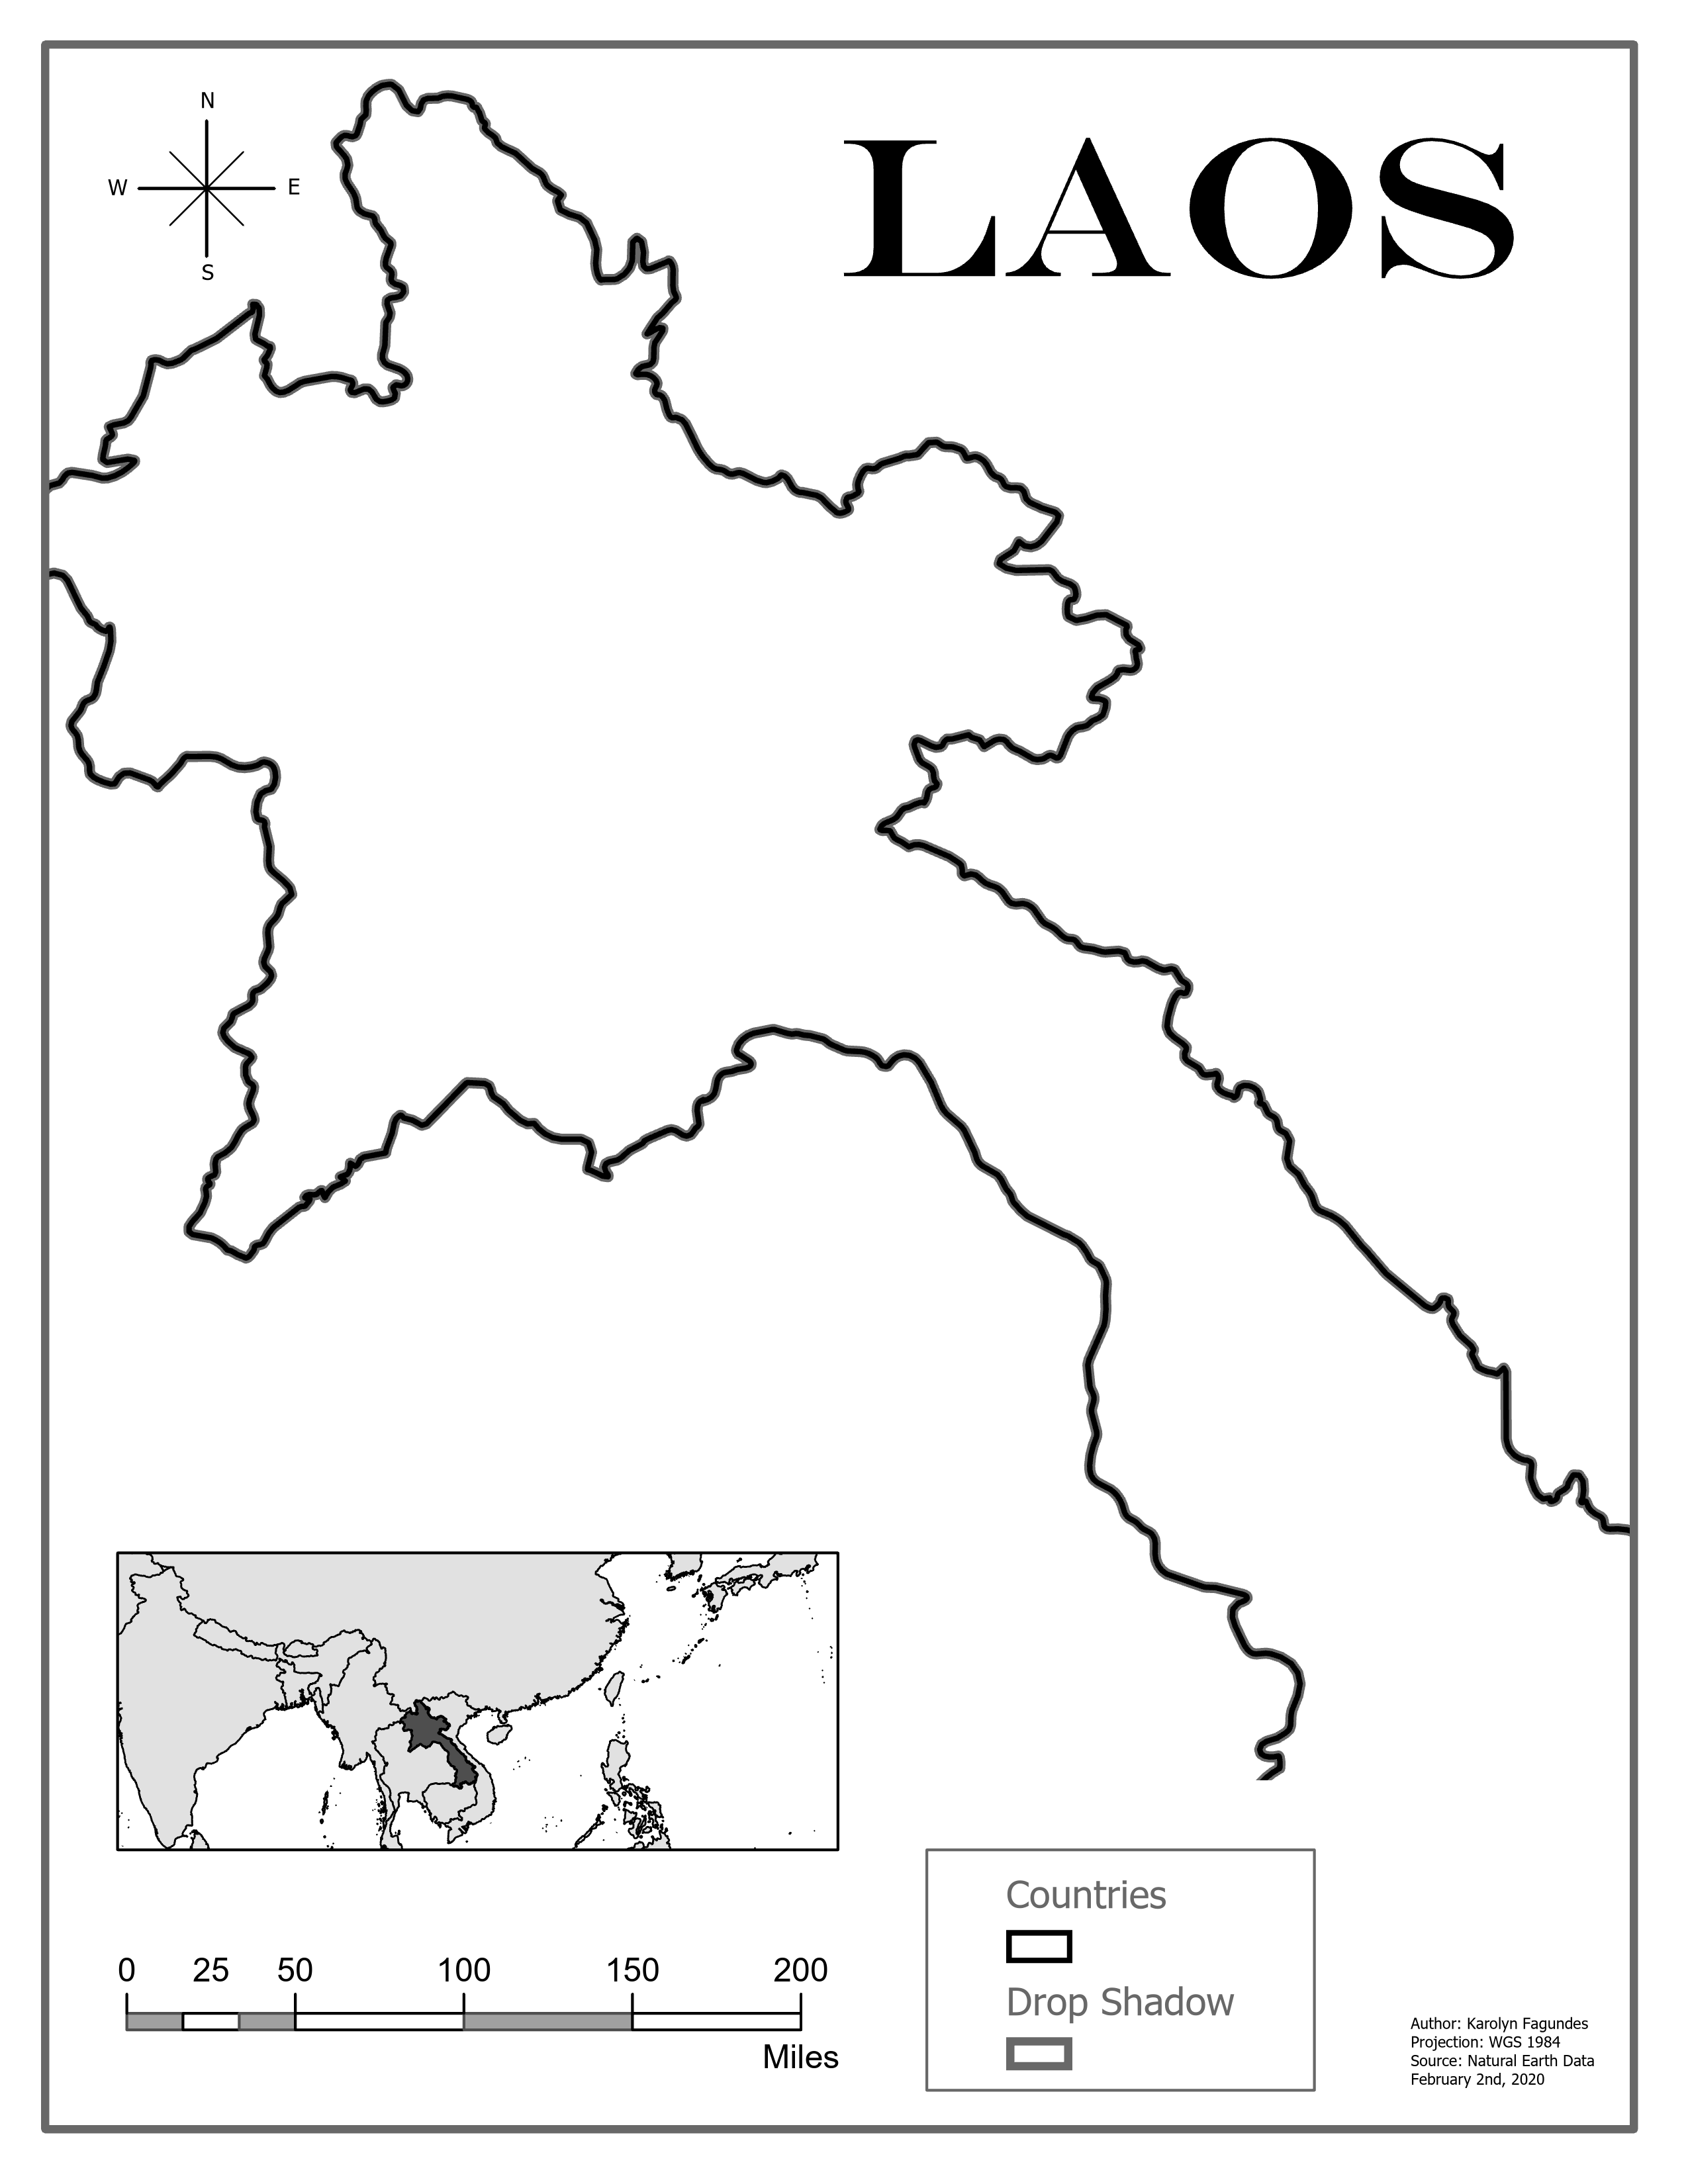 N
LAOS
W E
S
Countries
0 25 50 100 150 200
Drop Shadow
Miles
Author: Karolyn Fagundes
Projection: WGS 1984
Source: Natural Earth Data
February 2nd, 2020